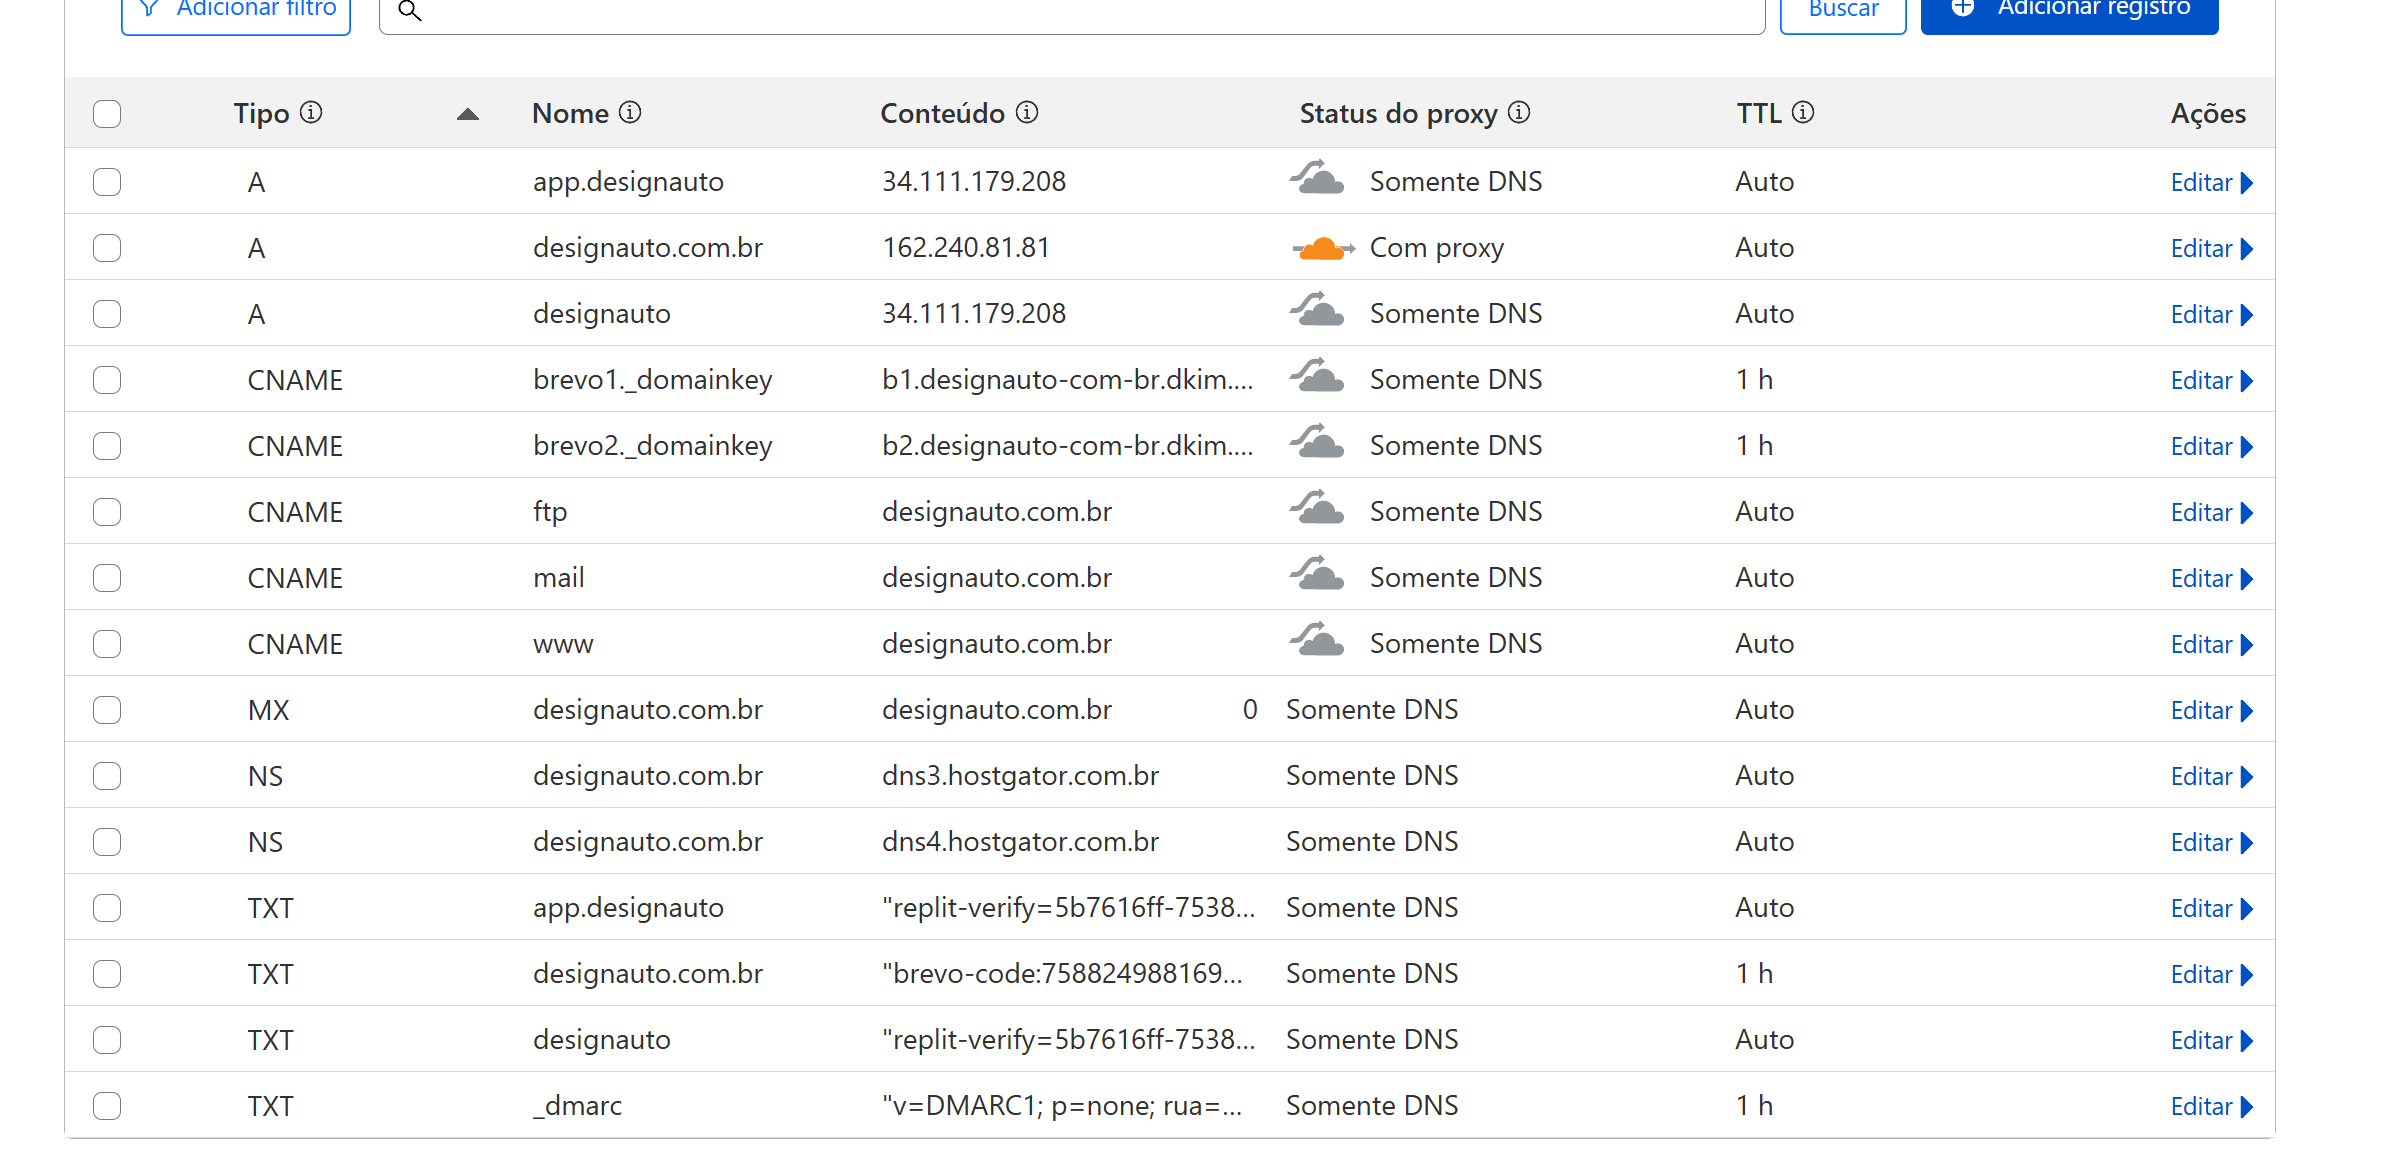 Adicionar filtro Buscar Adicionar registro
Tipo Nome Conteúdo Status do proxy TTL Ações
A app.designauto 34.111.179.208 Somente DNS Auto Editar
A designauto.com.br 162.240.81.81 Com proxy Auto Editar
A designauto 34.111.179.208 Somente DNS Auto Editar
CNAME brevo1._domainkey b1.designauto-com-br.dkim.... Somente DNS 1 h Editar
CNAME brevo2._domainkey b2.designauto-com-br.dkim.... Somente DNS 1 h Editar
CNAME ftp designauto.com.br Somente DNS Auto Editar
CNAME mail designauto.com.br Somente DNS Auto Editar
CNAME www designauto.com.br Somente DNS Auto Editar
MX designauto.com.br designauto.com.br 0 Somente DNS Auto Editar
NS designauto.com.br dns3.hostgator.com.br Somente DNS Auto Editar
NS designauto.com.br dns4.hostgator.com.br Somente DNS Auto Editar
TXT app.designauto "replit-verify=5b7616ff-7538... Somente DNS Auto Editar
TXT designauto.com.br "brevo-code:758824988169... Somente DNS 1 h Editar
TXT designauto "replit-verify=5b7616ff-7538... Somente DNS Auto Editar
TXT _dmarc "v=DMARC1; p=none; rua=... Somente DNS 1 h Editar